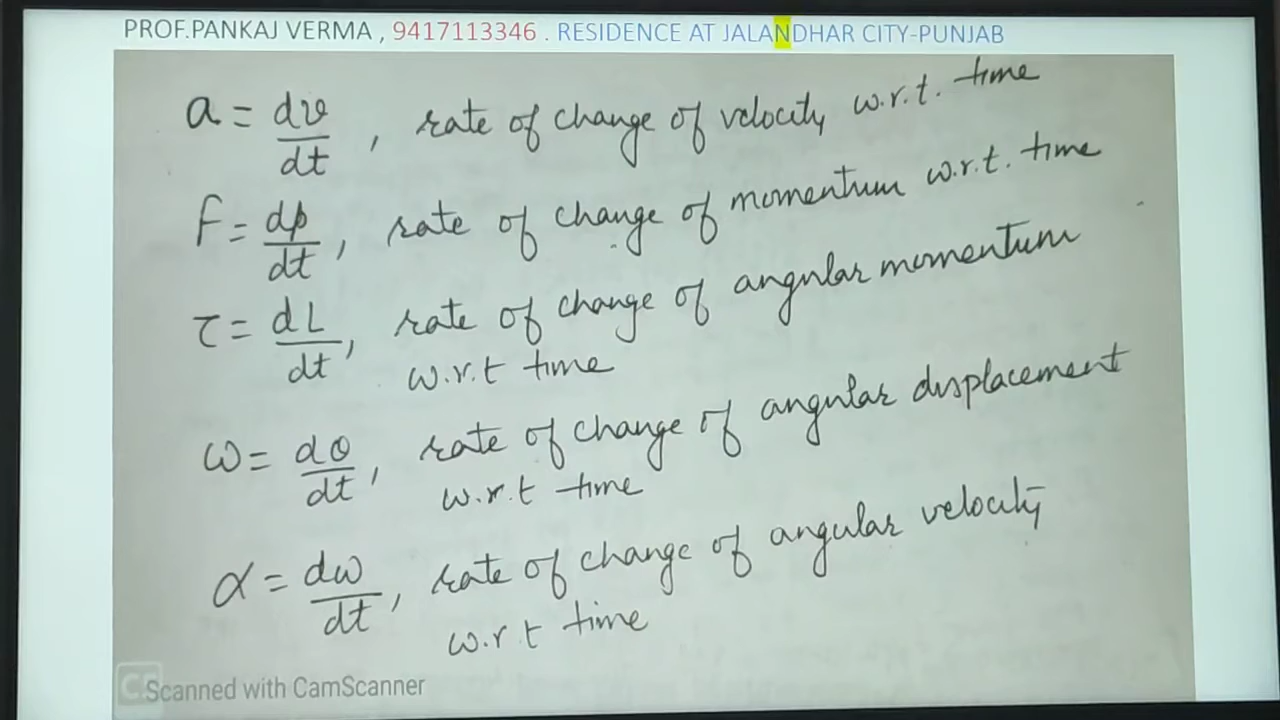 PROF.PANKAJ VERMA , 9417113346 . RESIDENCE AT JALANDHAR CITY-PUNJAB
a = dv/dt , rate of change of velocity w.r.t. time
F = dp/dt , rate of change of momentum w.r.t. time
τ = dL/dt , rate of change of angular momentum
w.r.t time
ω = dθ/dt , rate of change of angular displacement
w.r.t time
α = dω/dt , rate of change of angular velocity
w.r.t time
CS Scanned with CamScanner